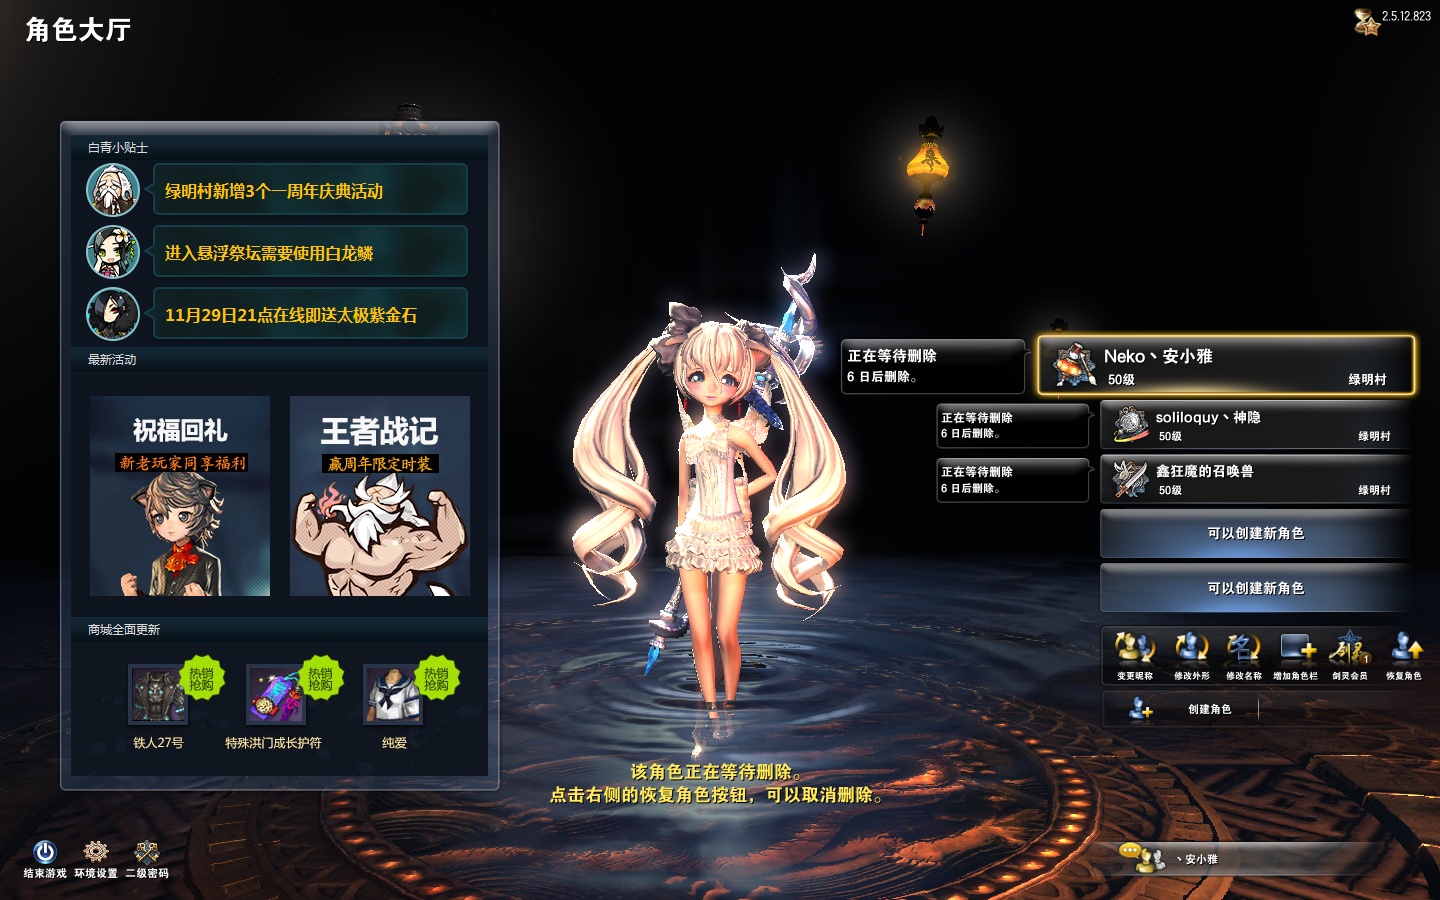 角色大厅
2.5.12.823
白青小贴士
绿明村新增3个一周年庆典活动
进入悬浮祭坛需要使用白龙鳞
11月29日21点在线即送太极紫金石
最新活动
祝福回礼
新老玩家同享福利
王者战记
赢周年限定时装
商城全面更新
热销
抢购
热销
抢购
热销
抢购
铁人27号
特殊洪门成长护符
纯爱
正在等待删除
6 日后删除。
Neko丶安小雅
50级
绿明村
正在等待删除
6 日后删除。
soliloquy丶神隐
50级
绿明村
正在等待删除
6 日后删除。
鑫狂魔的召唤兽
50级
绿明村
可以创建新角色
可以创建新角色
名
剑灵
1
变更昵称
修改外形
修改名称
增加角色栏
剑灵会员
恢复角色
创建角色
该角色正在等待删除。
点击右侧的恢复角色按钮，可以取消删除。
结束游戏
环境设置
二级密码
丶安小雅